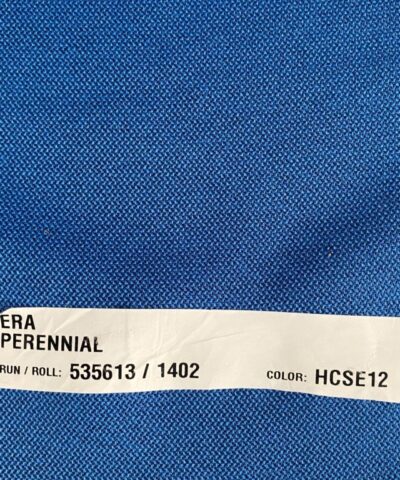 ERA
PERENNIAL
RUN / ROLL: 535613 / 1402 COLOR: HCSE12